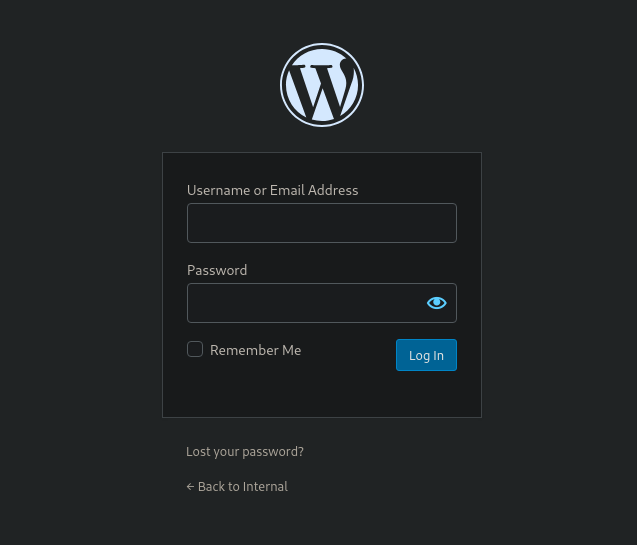 Username or Email Address
Password
Remember Me
Log In
Lost your password?
← Back to Internal